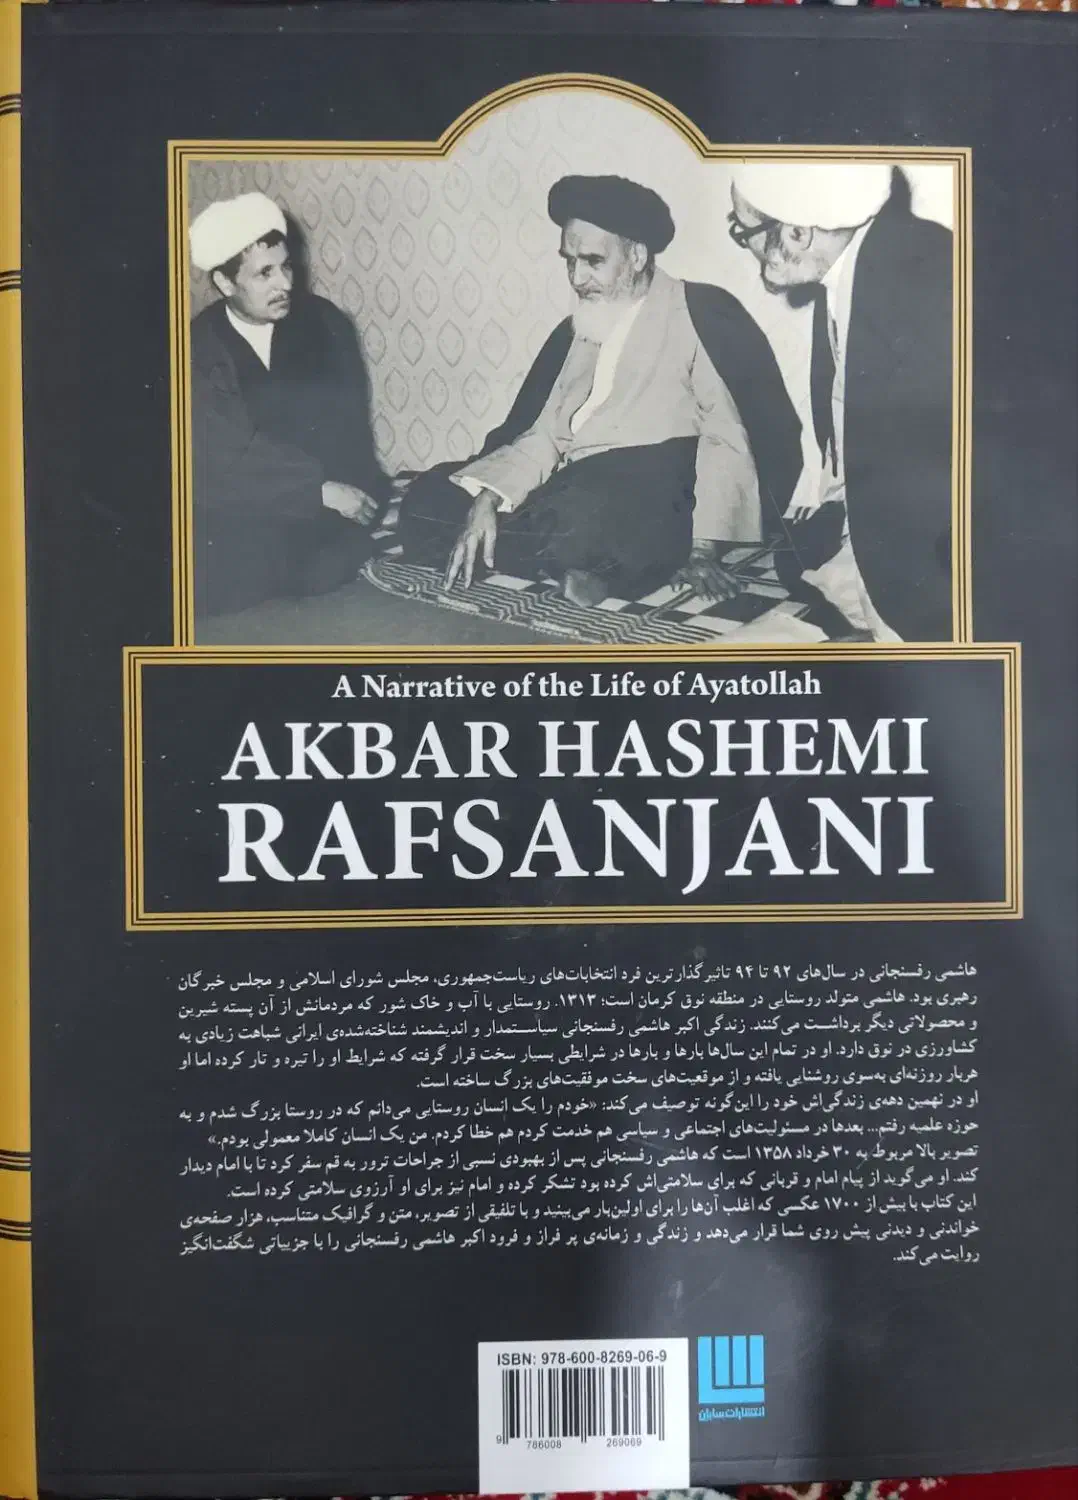 A Narrative of the Life of Ayatollah
AKBAR HASHEMI
RAFSANJANI
هاشمی رفسنجانی در سال‌های ۹۲ تا ۹۴ تاثیرگذارترین فرد انتخابات‌های ریاست‌جمهوری، مجلس شورای اسلامی و مجلس خبرگان
رهبری بود. هاشمی متولد روستایی در منطقه نوق کرمان است؛ ۱۳۱۳. روستایی با آب و خاک شور که مردمانش از آن پسته شیرین
و محصولاتی دیگر برداشت می‌کنند. زندگی اکبر هاشمی رفسنجانی سیاستمدار و اندیشمند شناخته‌شده‌ی ایرانی شباهت زیادی به
کشاورزی در نوق دارد. او در تمام این سال‌ها بارها و بارها در شرایطی بسیار سخت قرار گرفته که شرایط او را تیره و تار کرده اما او
هربار روزنه‌ای به‌سوی روشنایی یافته و از موقعیت‌های سخت موفقیت‌های بزرگ ساخته است.
او در نهمین دهه‌ی زندگی‌اش خود را این‌گونه توصیف می‌کند: «خودم را یک انسان روستایی می‌دانم که در روستا بزرگ شدم و به
حوزه علمیه رفتم... بعدها در مسئولیت‌های اجتماعی و سیاسی هم خدمت کردم هم خطا کردم. من یک انسان کاملا معمولی بودم.»
تصویر بالا مربوط به ۳۰ خرداد ۱۳۵۸ است که هاشمی رفسنجانی پس از بهبودی نسبی از جراحات ترور به قم سفر کرد تا با امام دیدار
کند. او می‌گوید از پیام امام و قربانی که برای سلامتی‌اش کرده بود تشکر کرده و امام نیز برای او آرزوی سلامتی کرده است.
این کتاب با بیش از ۱۷۰۰ عکسی که اغلب آن‌ها را برای اولین‌بار می‌بینید و با تلفیقی از تصویر، متن و گرافیک متناسب، هزار صفحه‌ی
خواندنی و دیدنی پیش روی شما قرار می‌دهد و زندگی و زمانه‌ی پر فراز و فرود اکبر هاشمی رفسنجانی را با جزییاتی شگفت‌انگیز
روایت می‌کند.
ISBN: 978-600-8269-06-9
9 786008 269069
انتشارات سایان